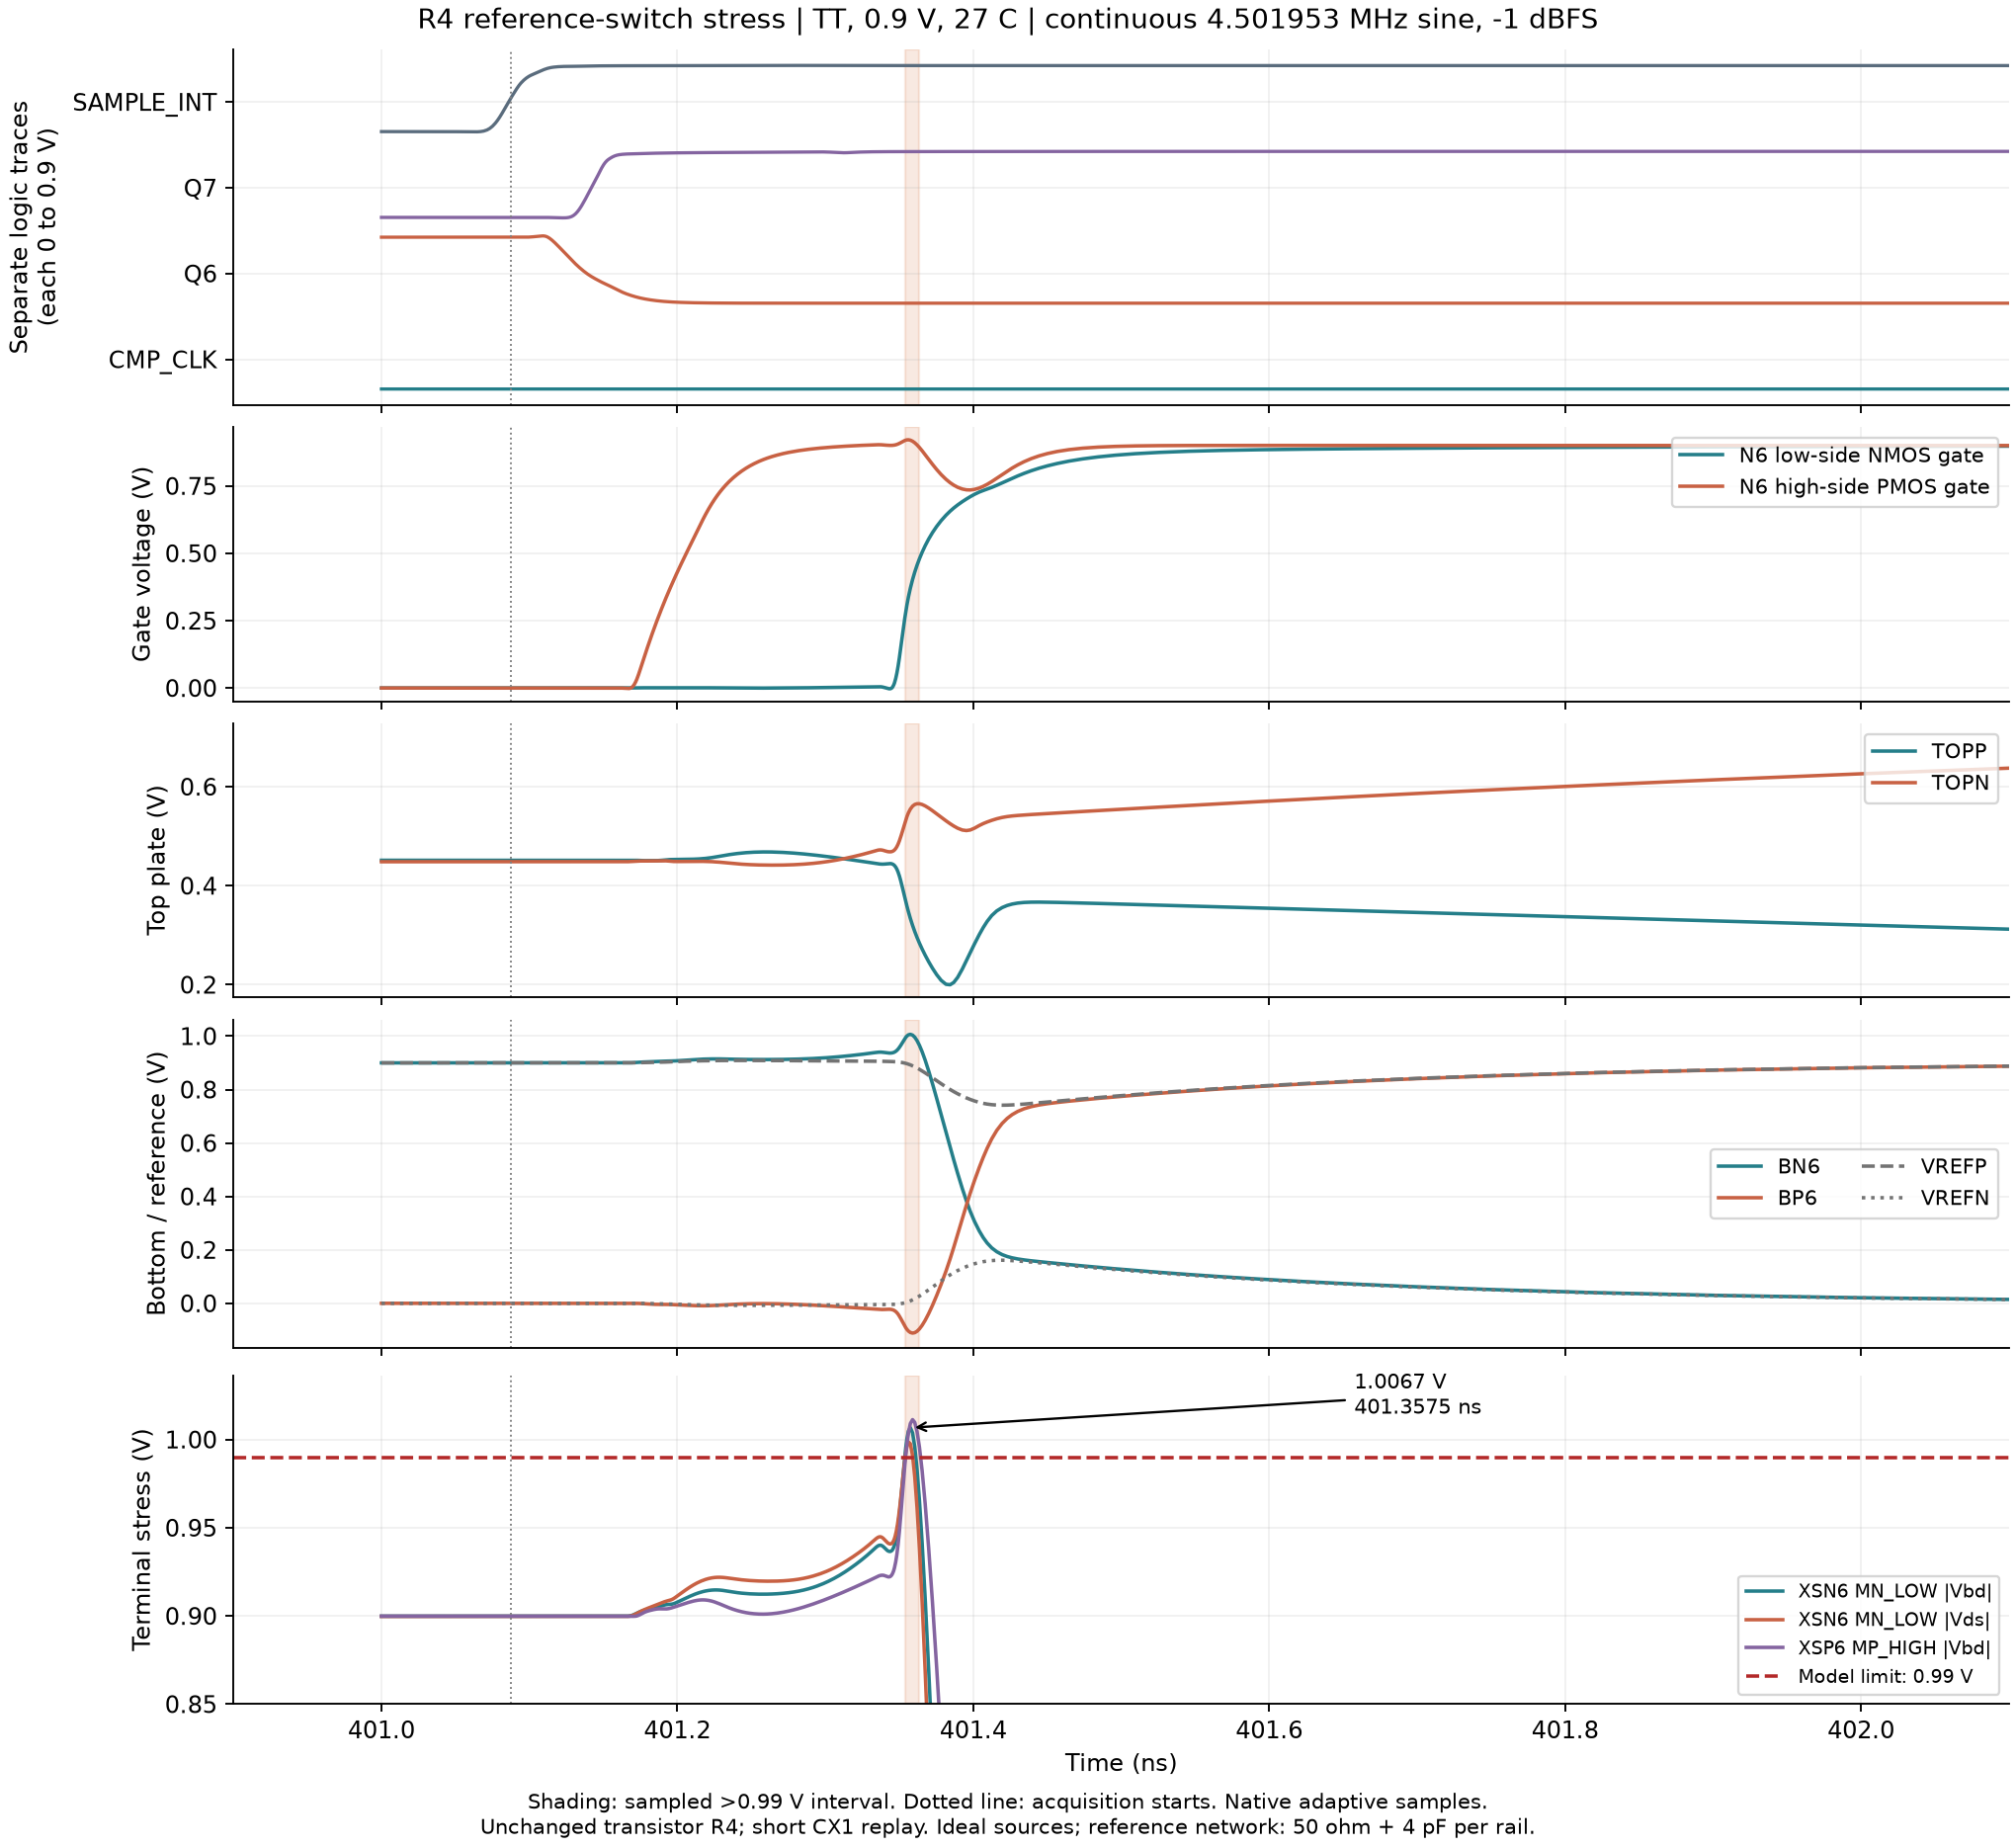 R4 reference-switch stress | TT, 0.9 V, 27 C | continuous 4.501953 MHz sine, -1 dBFS
Separate logic traces
(each 0 to 0.9 V)
SAMPLE_INT
Q7
Q6
CMP_CLK
Gate voltage (V)
0.75
0.50
0.25
0.00
N6 low-side NMOS gate
N6 high-side PMOS gate
Top plate (V)
0.6
0.4
0.2
TOPP
TOPN
Bottom / reference (V)
1.0
0.8
0.6
0.4
0.2
0.0
BN6 VREFP
BP6 VREFN
Terminal stress (V)
1.00
0.95
0.90
0.85
1.0067 V
401.3575 ns
XSN6 MN_LOW |Vbd|
XSN6 MN_LOW |Vds|
XSP6 MP_HIGH |Vbd|
Model limit: 0.99 V
401.0 401.2 401.4 401.6 401.8 402.0
Time (ns)
Shading: sampled >0.99 V interval. Dotted line: acquisition starts. Native adaptive samples.
Unchanged transistor R4; short CX1 replay. Ideal sources; reference network: 50 ohm + 4 pF per rail.